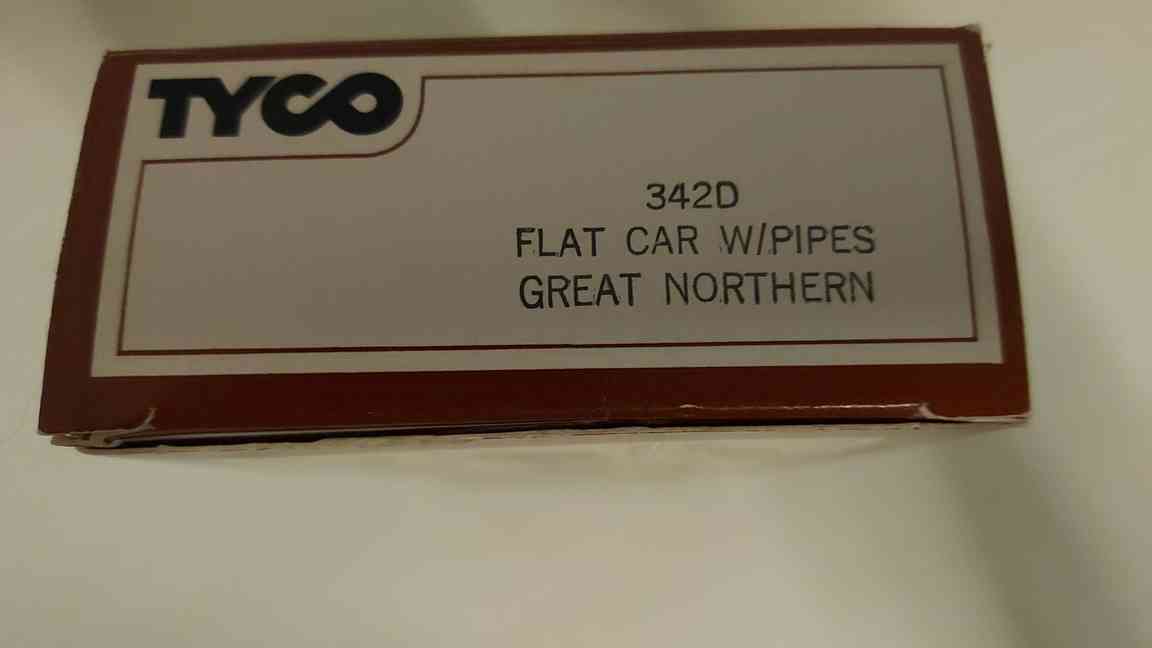 TYCO
342D
FLAT CAR W/PIPES
GREAT NORTHERN